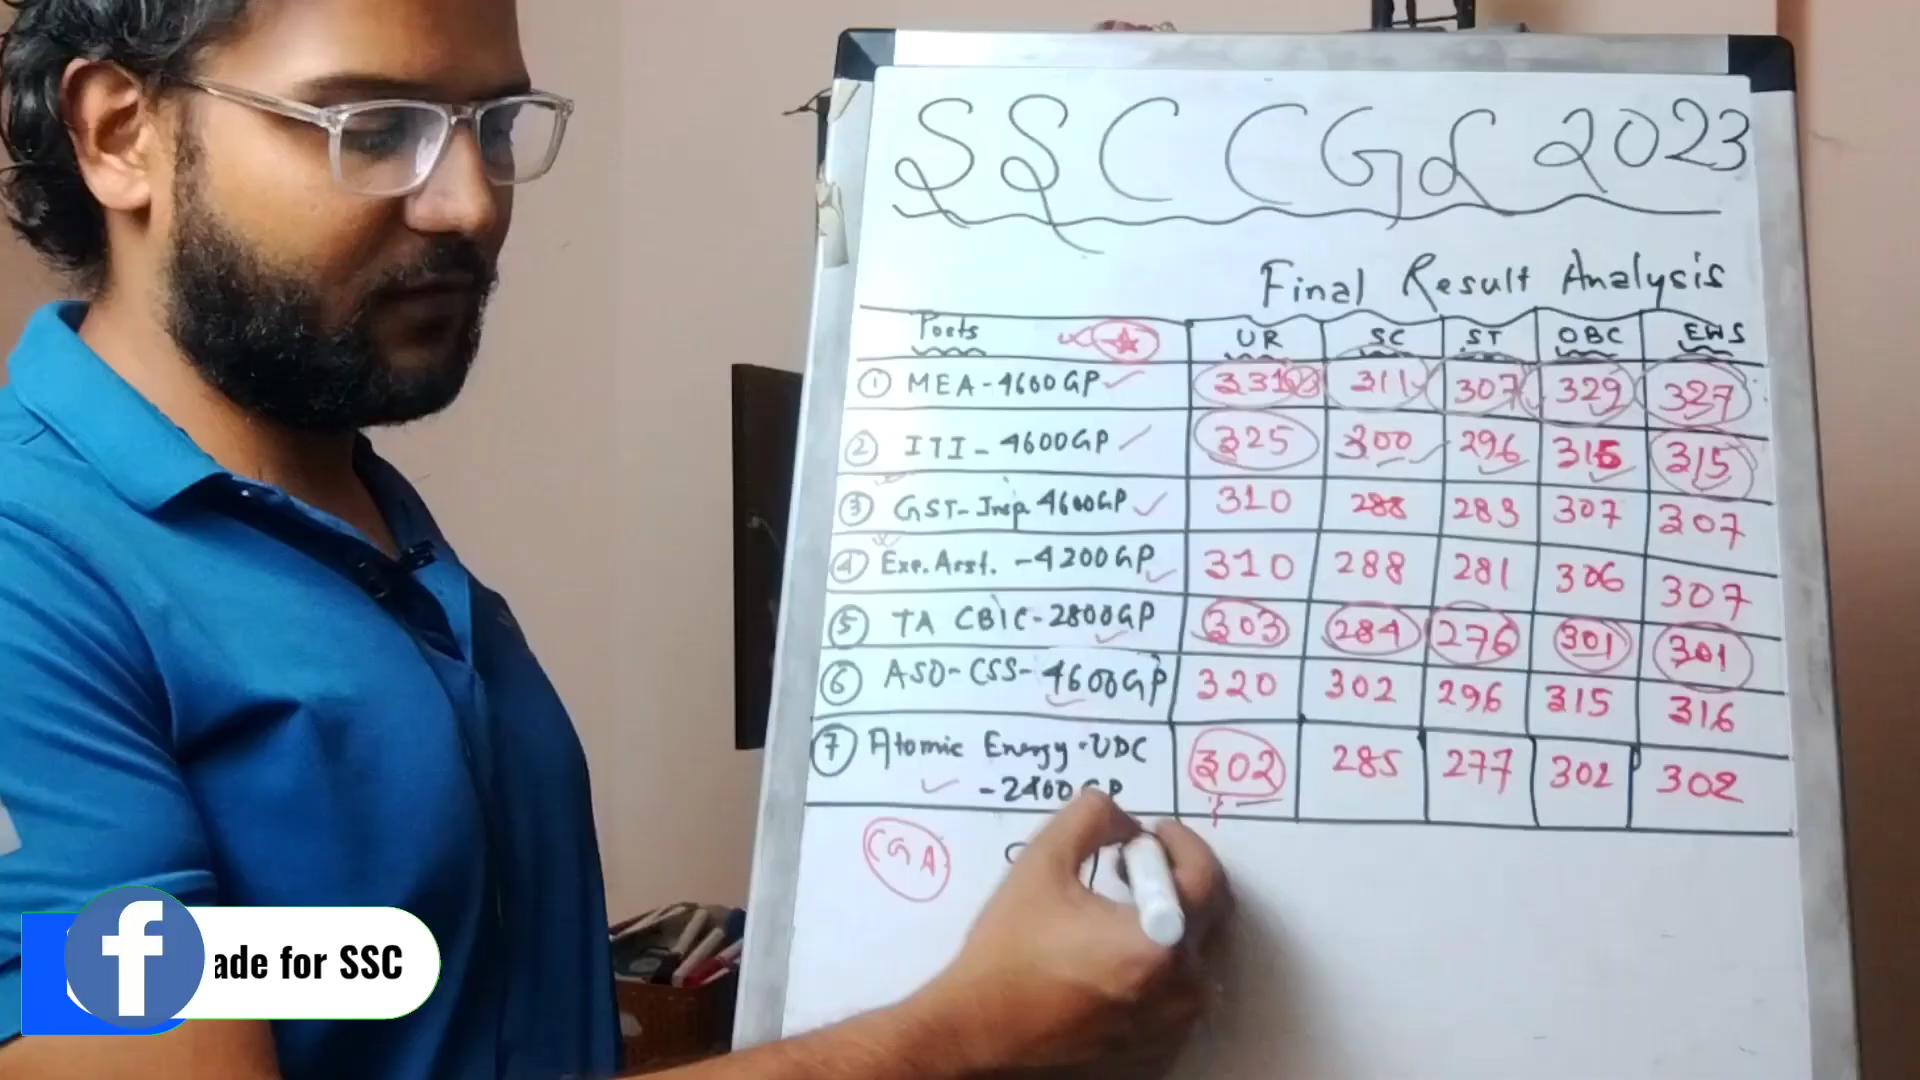 SSC CGL 2023
Final Result Analysis
Posts UR SC ST OBC EWS
1 MEA-4600GP 331 311 307 329 327
2 ITI-4600GP 325 300 296 315 315
3 GST-Insp. 4600GP 310 288 283 307 307
4 Exe. Asst. -4200GP 310 288 281 306 307
5 TA CBIC-2800GP 303 284 276 301 301
6 ASO-CSS-4600GP 320 302 296 315 316
7 Atomic Energy-UDC 302 285 277 302 302
-2400GP
CGA
f ade for SSC